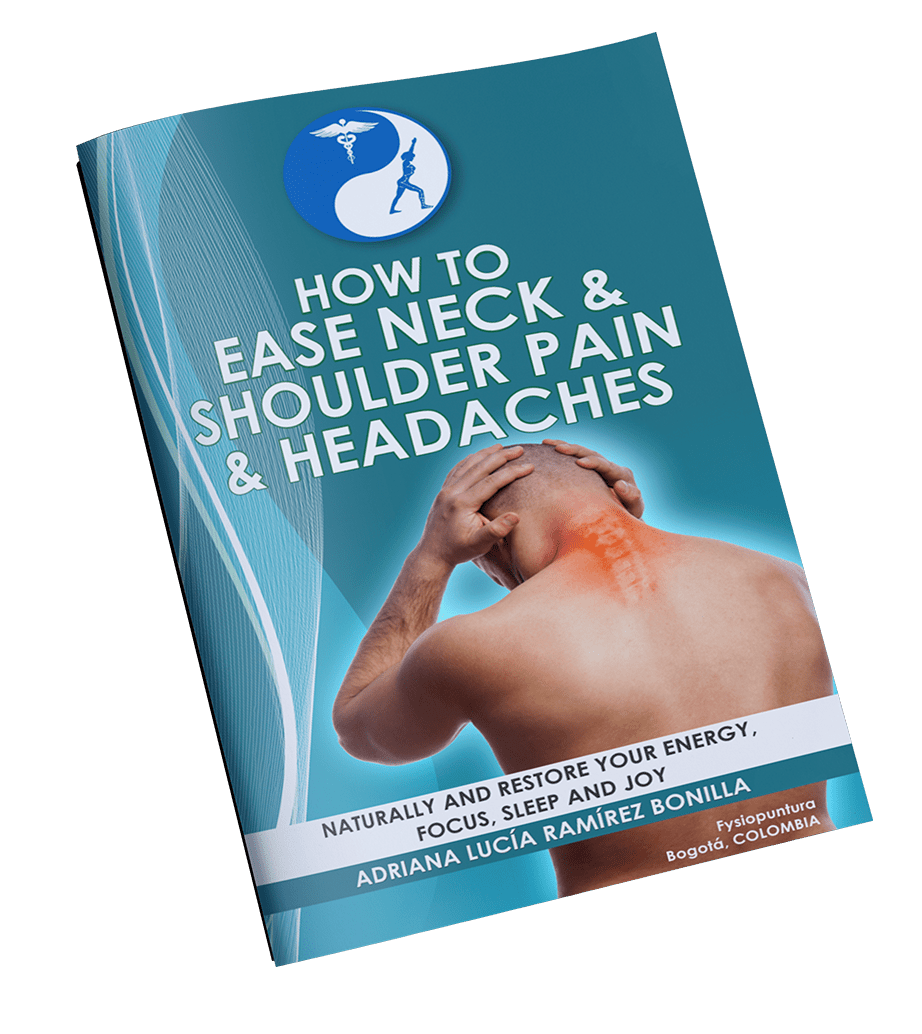 HOW TO
EASE NECK &
SHOULDER PAIN
& HEADACHES
NATURALLY AND RESTORE YOUR ENERGY,
FOCUS, SLEEP AND JOY
ADRIANA LUCÍA RAMÍREZ BONILLA
Fysiopuntura
Bogotá, COLOMBIA